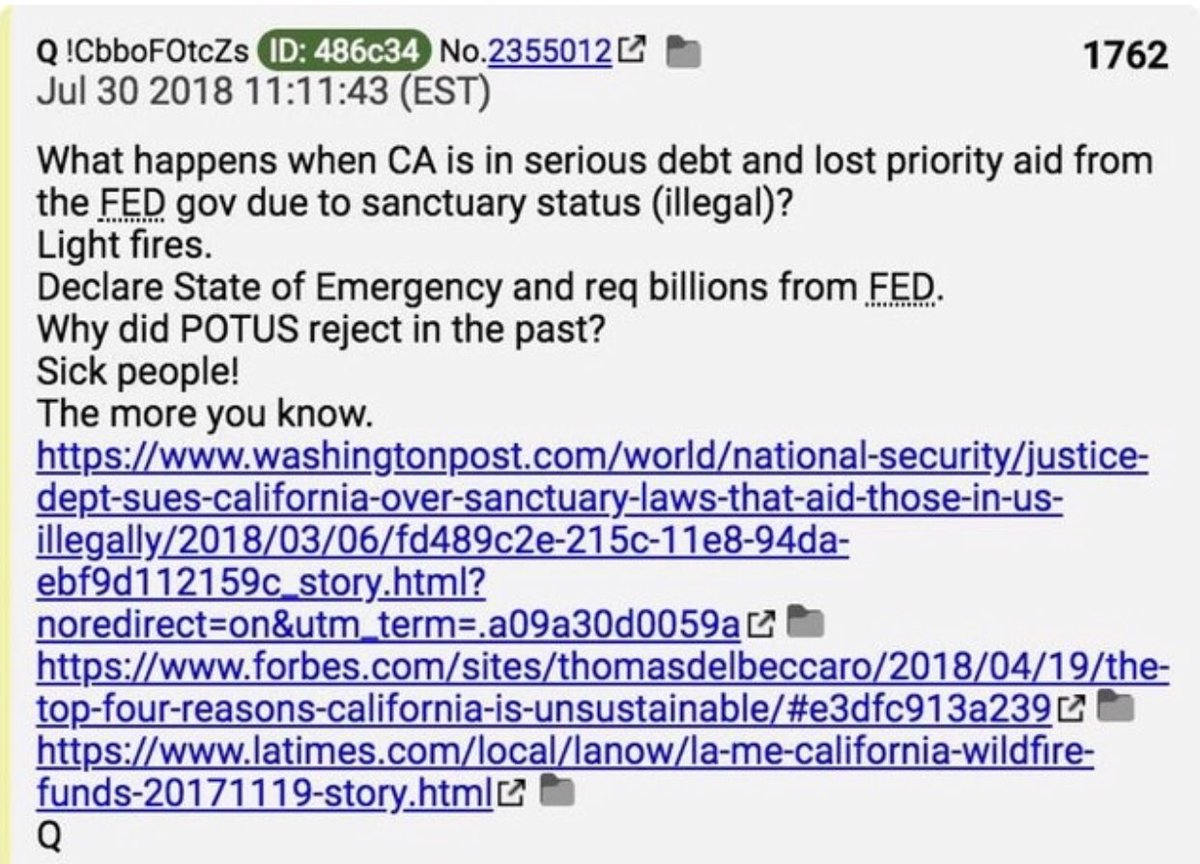 Q !CbboFOtcZs ID: 486c34 No.2355012 1762
Jul 30 2018 11:11:43 (EST)
What happens when CA is in serious debt and lost priority aid from
the FED gov due to sanctuary status (illegal)?
Light fires.
Declare State of Emergency and req billions from FED.
Why did POTUS reject in the past?
Sick people!
The more you know.
https://www.washingtonpost.com/world/national-security/justice-
dept-sues-california-over-sanctuary-laws-that-aid-those-in-us-
illegally/2018/03/06/fd489c2e-215c-11e8-94da-
ebf9d112159c_story.html?
noredirect=on&utm_term=.a09a30d0059a
https://www.forbes.com/sites/thomasdelbeccaro/2018/04/19/the-
top-four-reasons-california-is-unsustainable/#e3dfc913a239
https://www.latimes.com/local/lanow/la-me-california-wildfire-
funds-20171119-story.html
Q